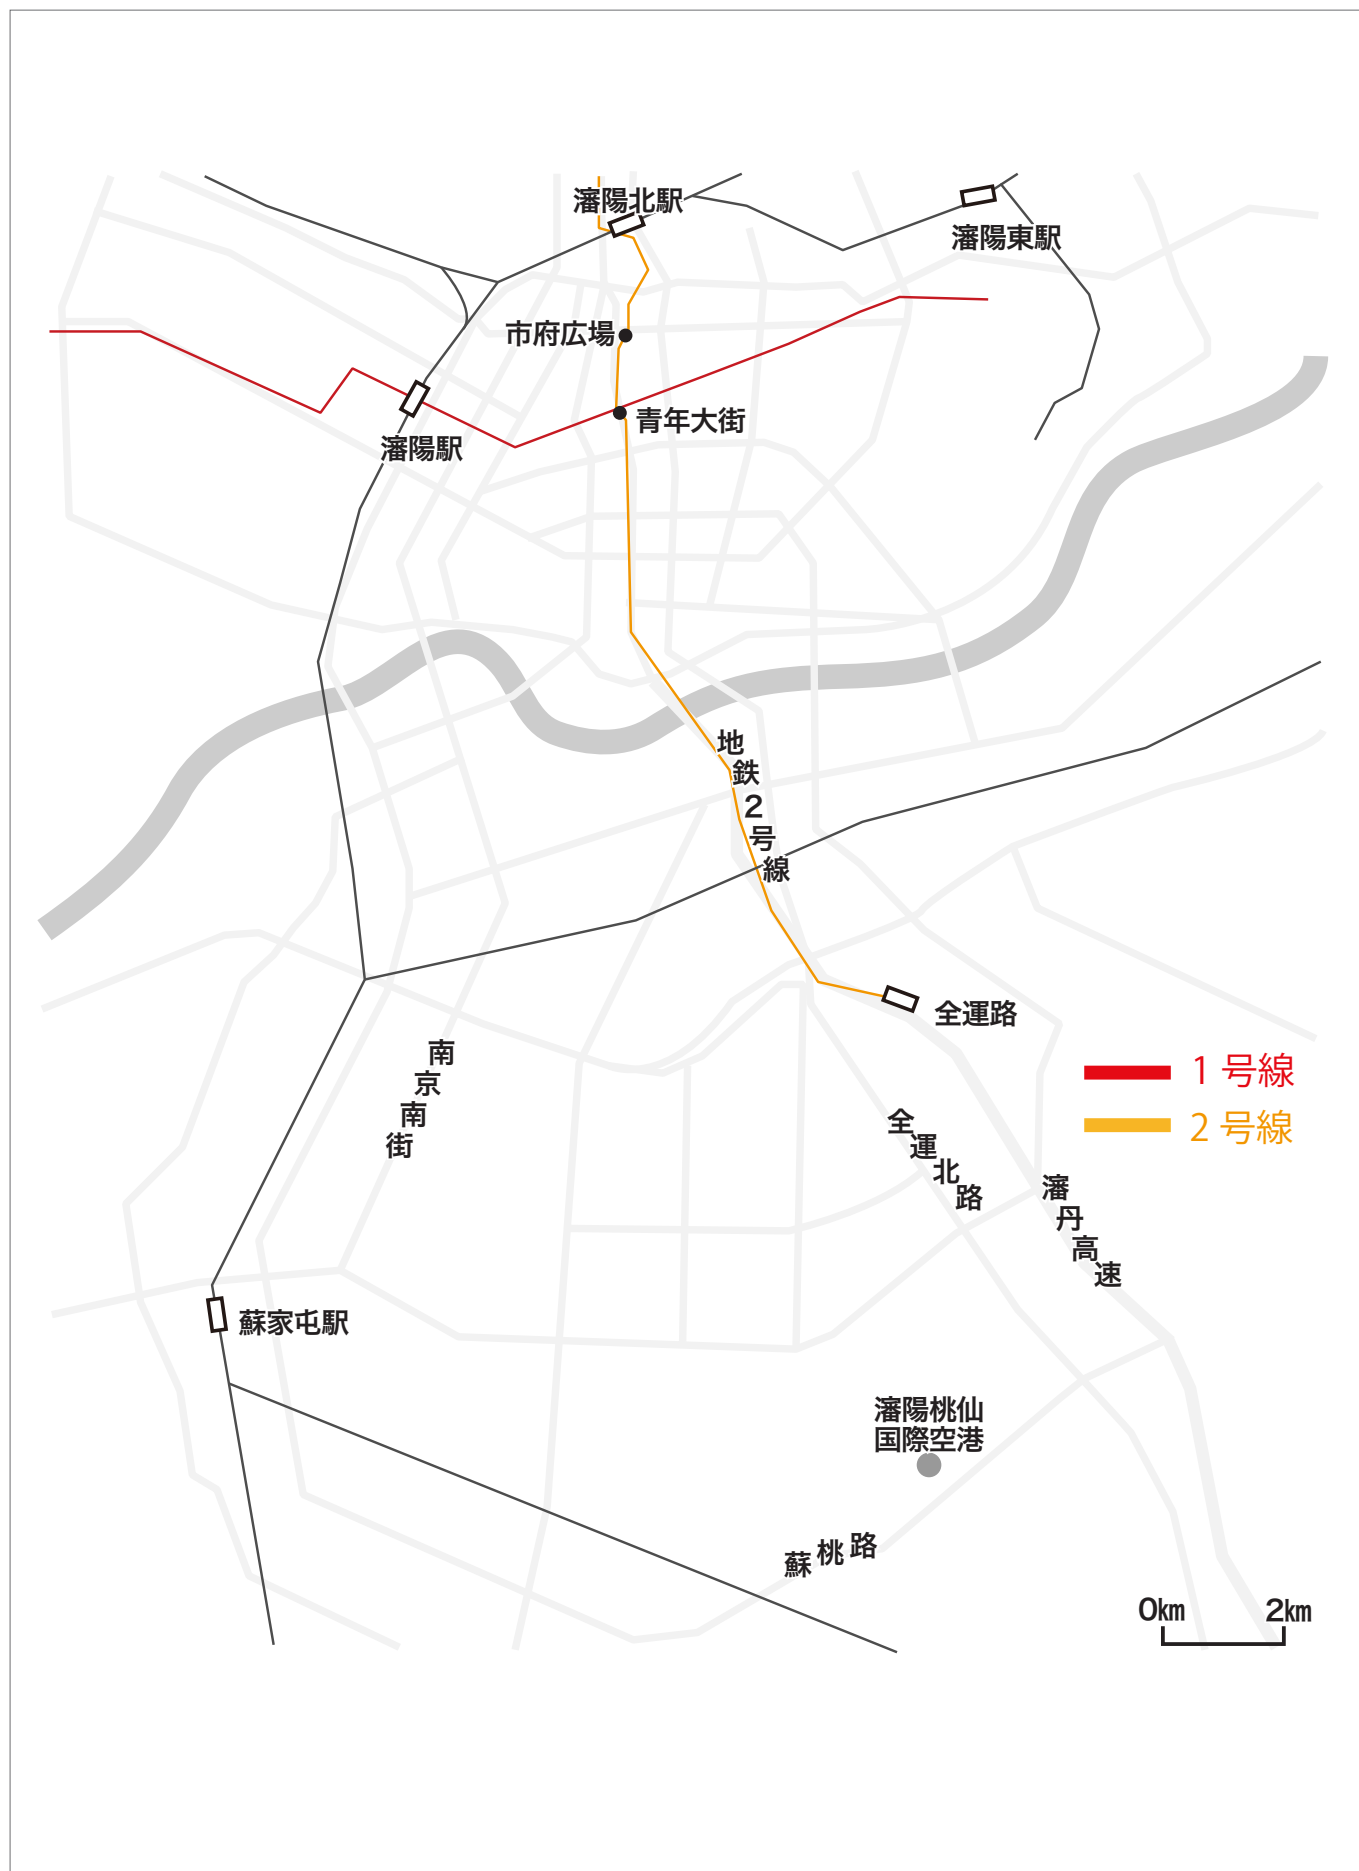 瀋陽北駅
瀋陽東駅
市府広場
青年大街
瀋陽駅
地鉄2号線
全運路
南京南街
1号線
2号線
全運北路
瀋丹高速
蘇家屯駅
瀋陽桃仙
国際空港
蘇桃路
0km
2km